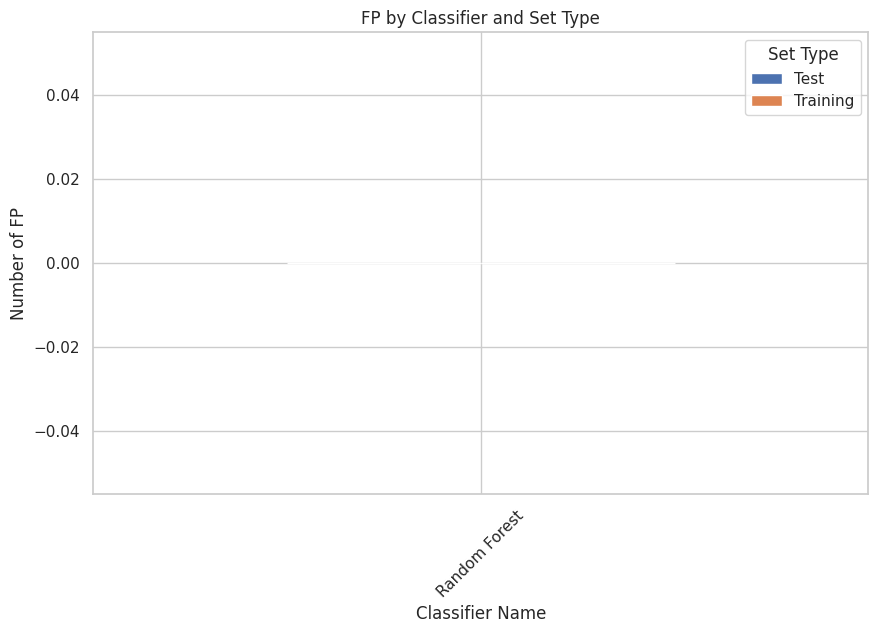 FP by Classifier and Set Type
Set Type
Test
Training
0.04
0.02
0.00
−0.02
−0.04
Number of FP
Random Forest
Classifier Name